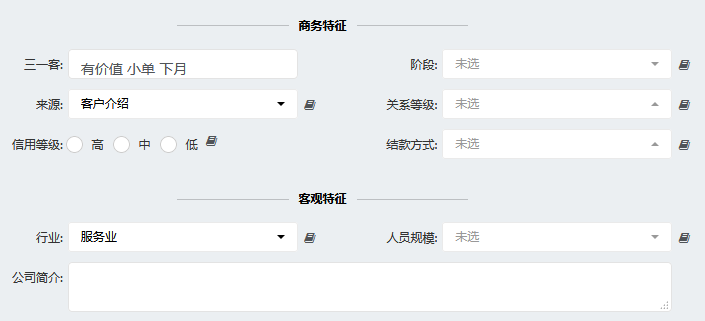 商务特征
三一客: 有价值 小单 下月 阶段: 未选
来源: 客户介绍 关系等级: 未选
信用等级: 高 中 低 结款方式: 未选
客观特征
行业: 服务业 人员规模: 未选
公司简介: